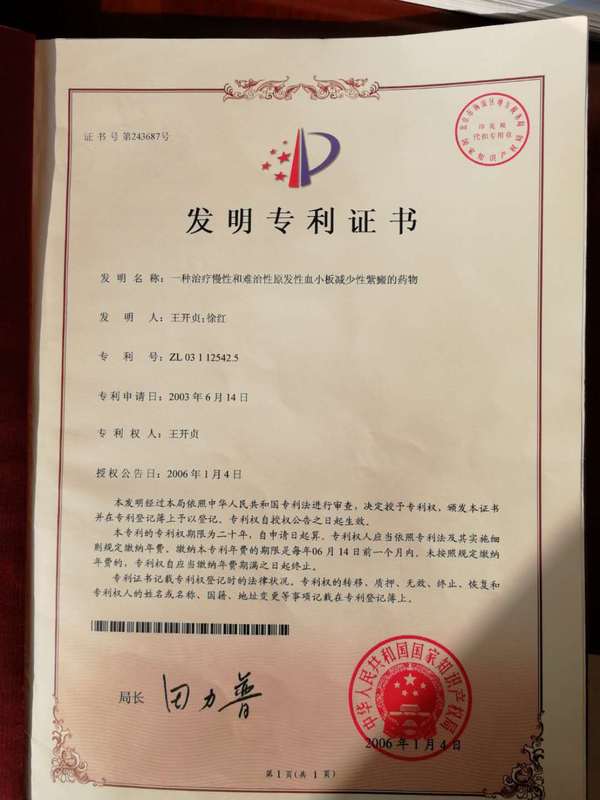 证书号第243687号
印花税
代扣专用章
国家知识产权局
发明专利证书
发明名称：一种治疗慢性和难治性原发性血小板减少性紫癜的药物
发明人：王开贞;徐红
专利号：ZL 03 1 12542.5
专利申请日：2003年6月14日
专利权人：王开贞
授权公告日：2006年1月4日
本发明经过本局依照中华人民共和国专利法进行审查，决定授予专利权，颁发本证书
并在专利登记簿上予以登记。专利权自授权公告之日起生效。
本专利的专利权期限为二十年，自申请日起算。专利权人应当依照专利法及其实施细
则规定缴纳年费。缴纳本专利年费的期限是每年06月14日前一个月内。未按照规定缴纳
年费的，专利权自应当缴纳年费期满之日起终止。
专利证书记载专利权登记时的法律状况。专利权的转移、质押、无效、终止、恢复和
专利权人的姓名或名称、国籍、地址变更等事项记载在专利登记簿上。
局长 田力普
中华人民共和国国家知识产权局
2006年1月4日
第1页(共1页)